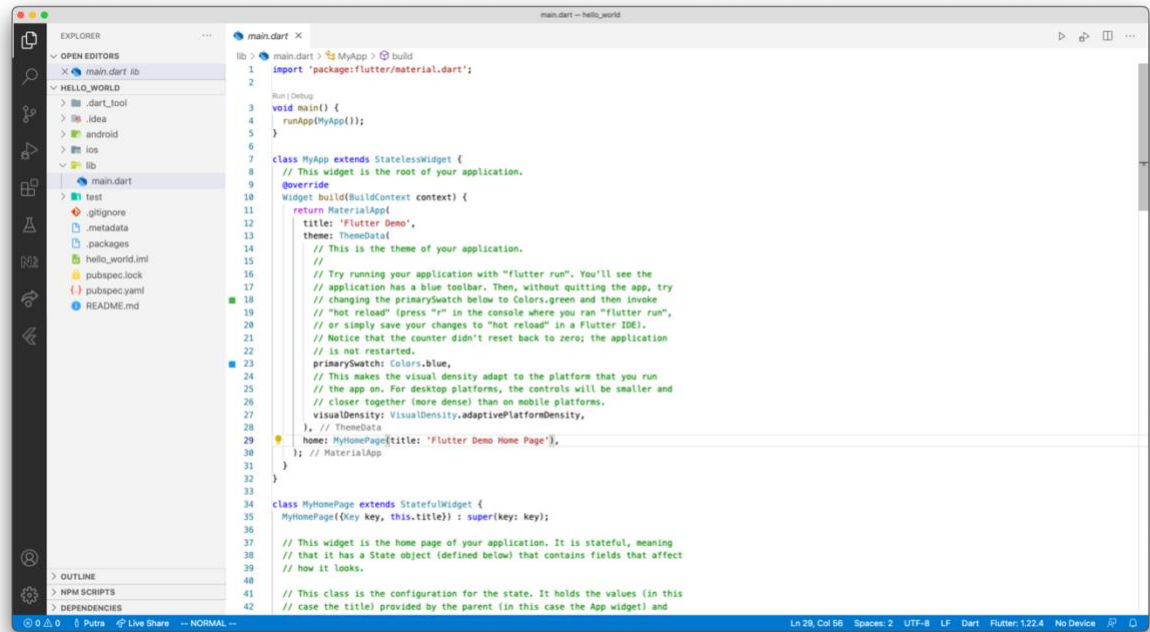 main.dart — hello_world
EXPLORER
OPEN EDITORS
main.dart lib
HELLO_WORLD
.dart_tool
.idea
android
ios
lib
main.dart
test
.gitignore
.metadata
.packages
hello_world.iml
pubspec.lock
pubspec.yaml
README.md
OUTLINE
NPM SCRIPTS
DEPENDENCIES
main.dart
lib > main.dart > MyApp > build
1 import 'package:flutter/material.dart';
2
Run | Debug
3 void main() {
4 runApp(MyApp());
5 }
6
7 class MyApp extends StatelessWidget {
8 // This widget is the root of your application.
9 @override
10 Widget build(BuildContext context) {
11 return MaterialApp(
12 title: 'Flutter Demo',
13 theme: ThemeData(
14 // This is the theme of your application.
15 //
16 // Try running your application with "flutter run". You'll see the
17 // application has a blue toolbar. Then, without quitting the app, try
18 // changing the primarySwatch below to Colors.green and then invoke
19 // "hot reload" (press "r" in the console where you ran "flutter run",
20 // or simply save your changes to "hot reload" in a Flutter IDE).
21 // Notice that the counter didn't reset back to zero; the application
22 // is not restarted.
23 primarySwatch: Colors.blue,
24 // This makes the visual density adapt to the platform that you run
25 // the app on. For desktop platforms, the controls will be smaller and
26 // closer together (more dense) than on mobile platforms.
27 visualDensity: VisualDensity.adaptivePlatformDensity,
28 ), // ThemeData
29 home: MyHomePage(title: 'Flutter Demo Home Page'),
30 ); // MaterialApp
31 }
32 }
33
34 class MyHomePage extends StatefulWidget {
35 MyHomePage({Key key, this.title}) : super(key: key);
36
37 // This widget is the home page of your application. It is stateful, meaning
38 // that it has a State object (defined below) that contains fields that affect
39 // how it looks.
40
41 // This class is the configuration for the state. It holds the values (in this
42 // case the title) provided by the parent (in this case the App widget) and
0 0 Putra Live Share -- NORMAL -- Ln 29, Col 56 Spaces: 2 UTF-8 LF Dart Flutter: 1.22.4 No Device